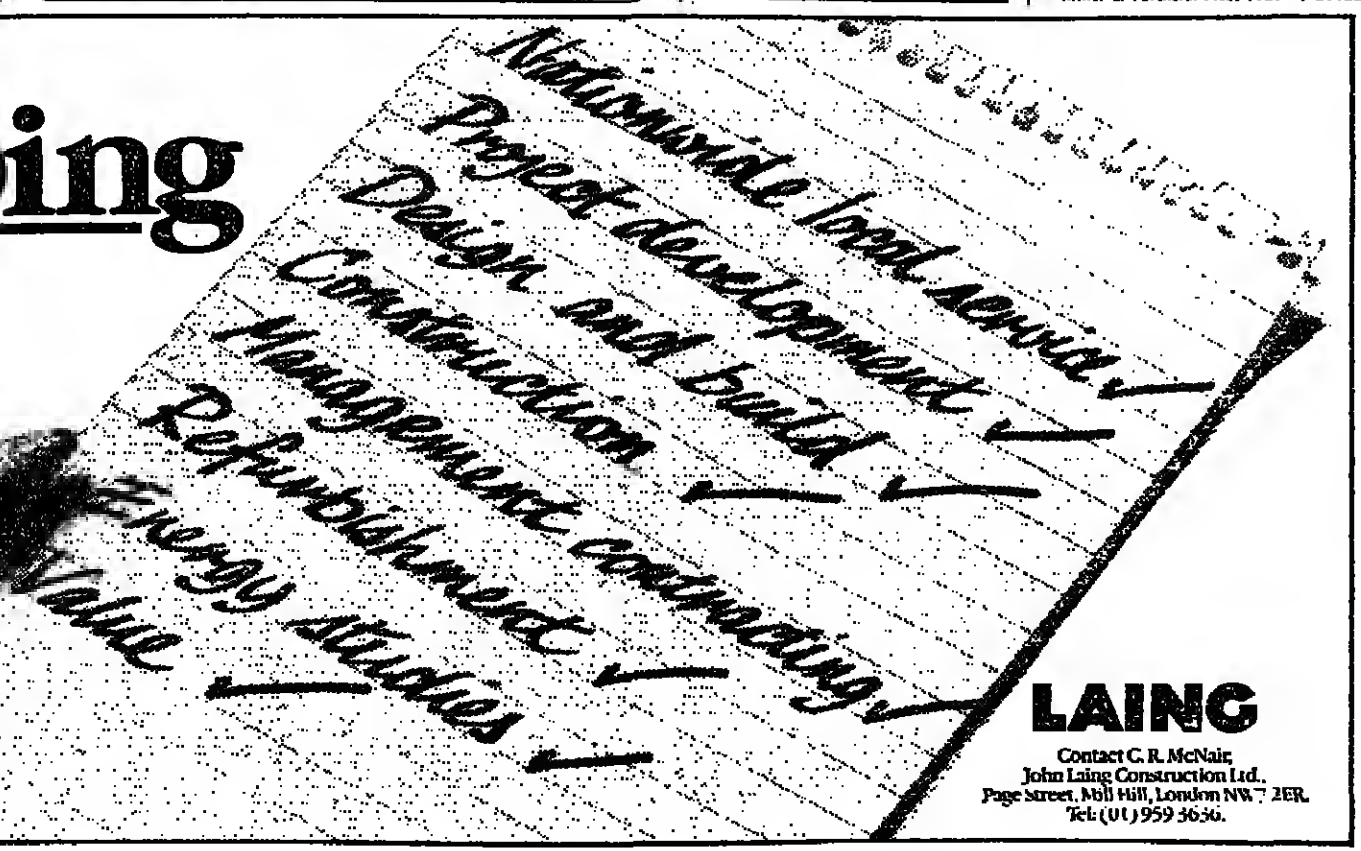 ing
Nationwide local service
Project development
Design and build
Construction
Management contracting
Refurbishment
Energy studies
Value
LAING
Contact C. R. McNair,
John Laing Construction Ltd.,
Page Street, Mill Hill, London NW7 2ER.
Tel: (01) 959 3636.